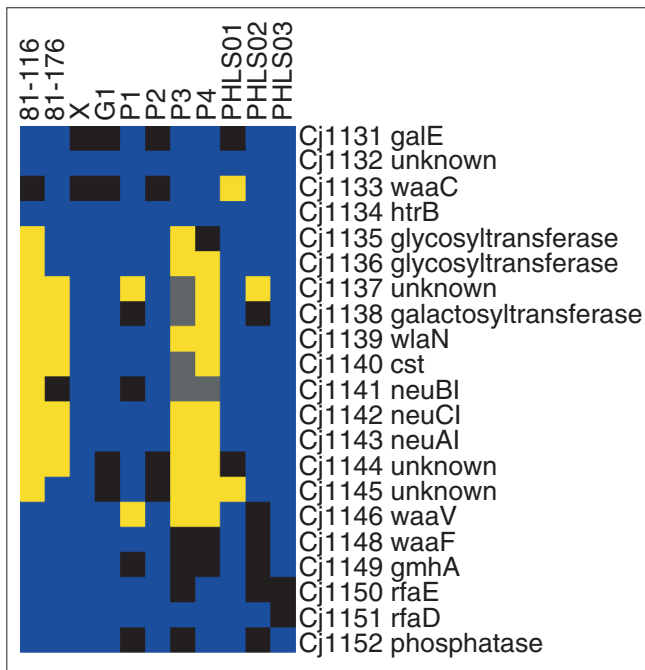 81-116
81-176
X
G1
P1
P2
P3
P4
PHLS01
PHLS02
PHLS03
Cj1131 galE
Cj1132 unknown
Cj1133 waaC
Cj1134 htrB
Cj1135 glycosyltransferase
Cj1136 glycosyltransferase
Cj1137 unknown
Cj1138 galactosyltransferase
Cj1139 wlaN
Cj1140 cst
Cj1141 neuBI
Cj1142 neuCI
Cj1143 neuAI
Cj1144 unknown
Cj1145 unknown
Cj1146 waaV
Cj1148 waaF
Cj1149 gmhA
Cj1150 rfaE
Cj1151 rfaD
Cj1152 phosphatase